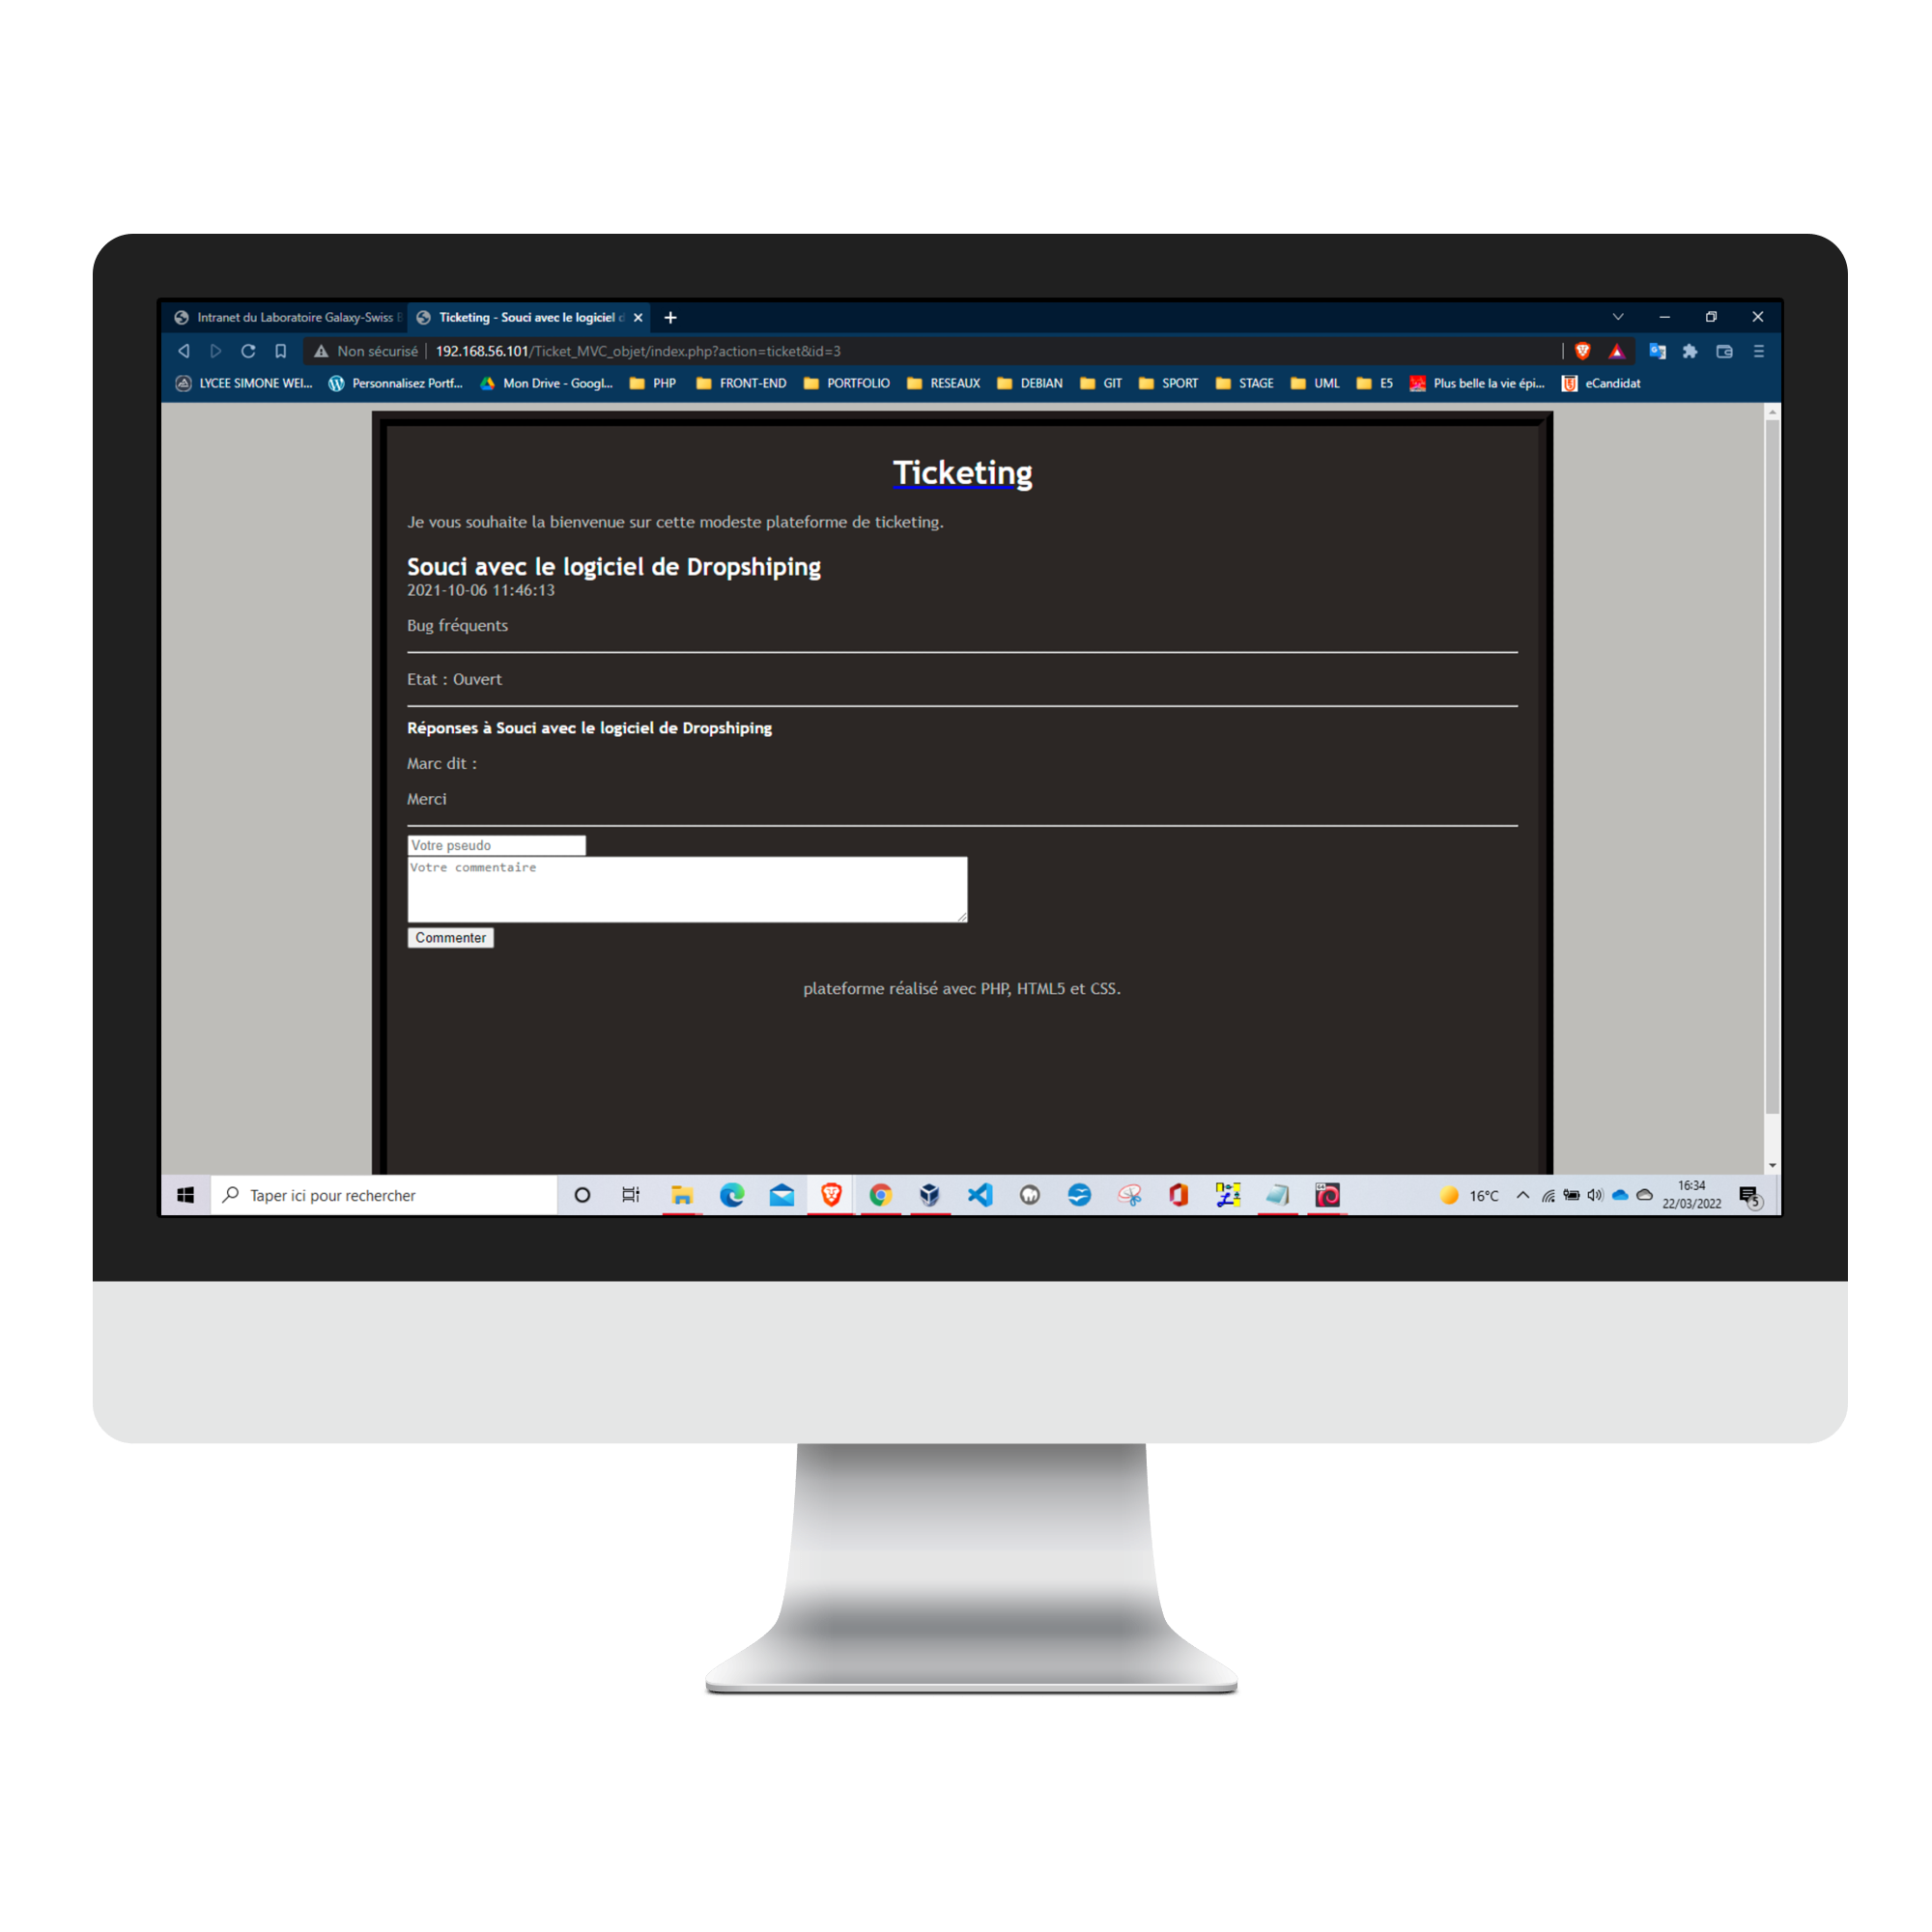 Intranet du Laboratoire Galaxy-Swiss B
Ticketing - Souci avec le logiciel d
Non sécurisé
192.168.56.101/Ticket_MVC_objet/index.php?action=ticket&id=3
LYCEE SIMONE WEI... Personnalisez Portf... Mon Drive - Googl... PHP FRONT-END PORTFOLIO RESEAUX DEBIAN GIT SPORT STAGE UML E5 Plus belle la vie épi... eCandidat
Ticketing
Je vous souhaite la bienvenue sur cette modeste plateforme de ticketing.
Souci avec le logiciel de Dropshiping
2021-10-06 11:46:13
Bug fréquents
Etat : Ouvert
Réponses à Souci avec le logiciel de Dropshiping
Marc dit :
Merci
Votre pseudo
Votre commentaire
Commenter
plateforme réalisé avec PHP, HTML5 et CSS.
Taper ici pour rechercher
16°C
16:34
22/03/2022
5